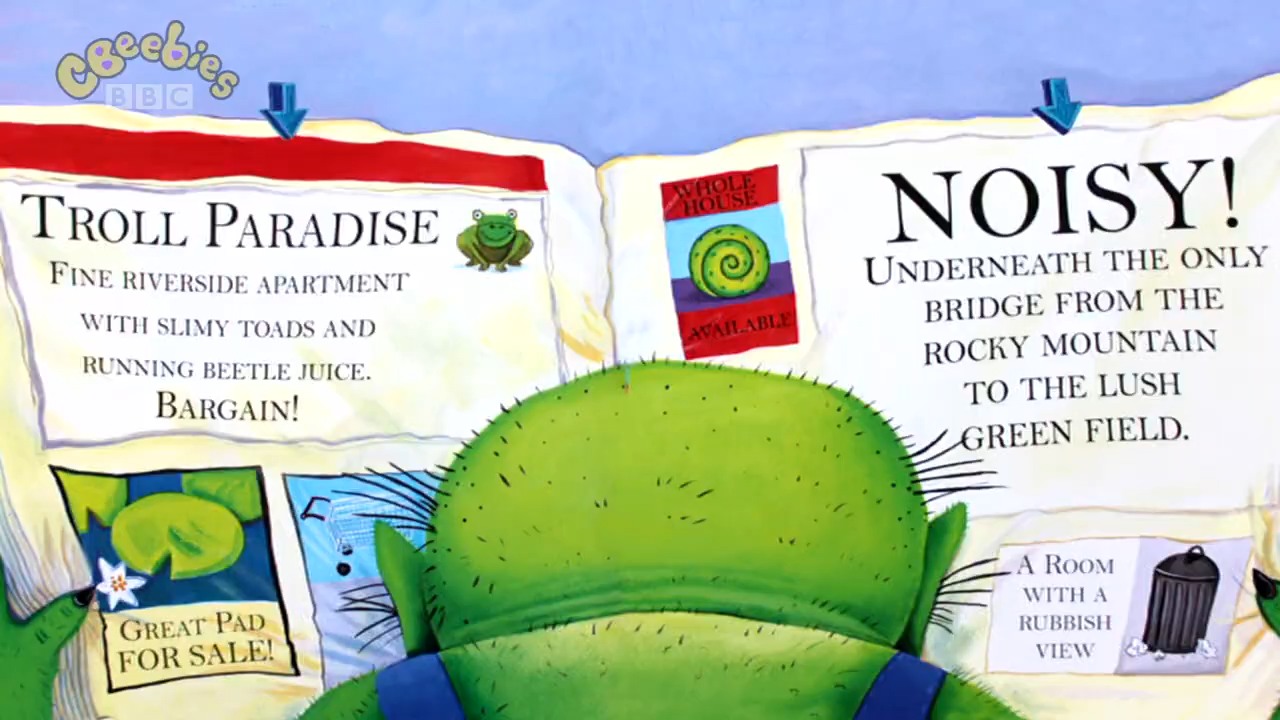 CBeebies
BBC
TROLL PARADISE
FINE RIVERSIDE APARTMENT
WITH SLIMY TOADS AND
RUNNING BEETLE JUICE.
BARGAIN!
GREAT PAD
FOR SALE!
WHOLE
HOUSE
AVAILABLE
NOISY!
UNDERNEATH THE ONLY
BRIDGE FROM THE
ROCKY MOUNTAIN
TO THE LUSH
GREEN FIELD.
A ROOM
WITH A
RUBBISH
VIEW